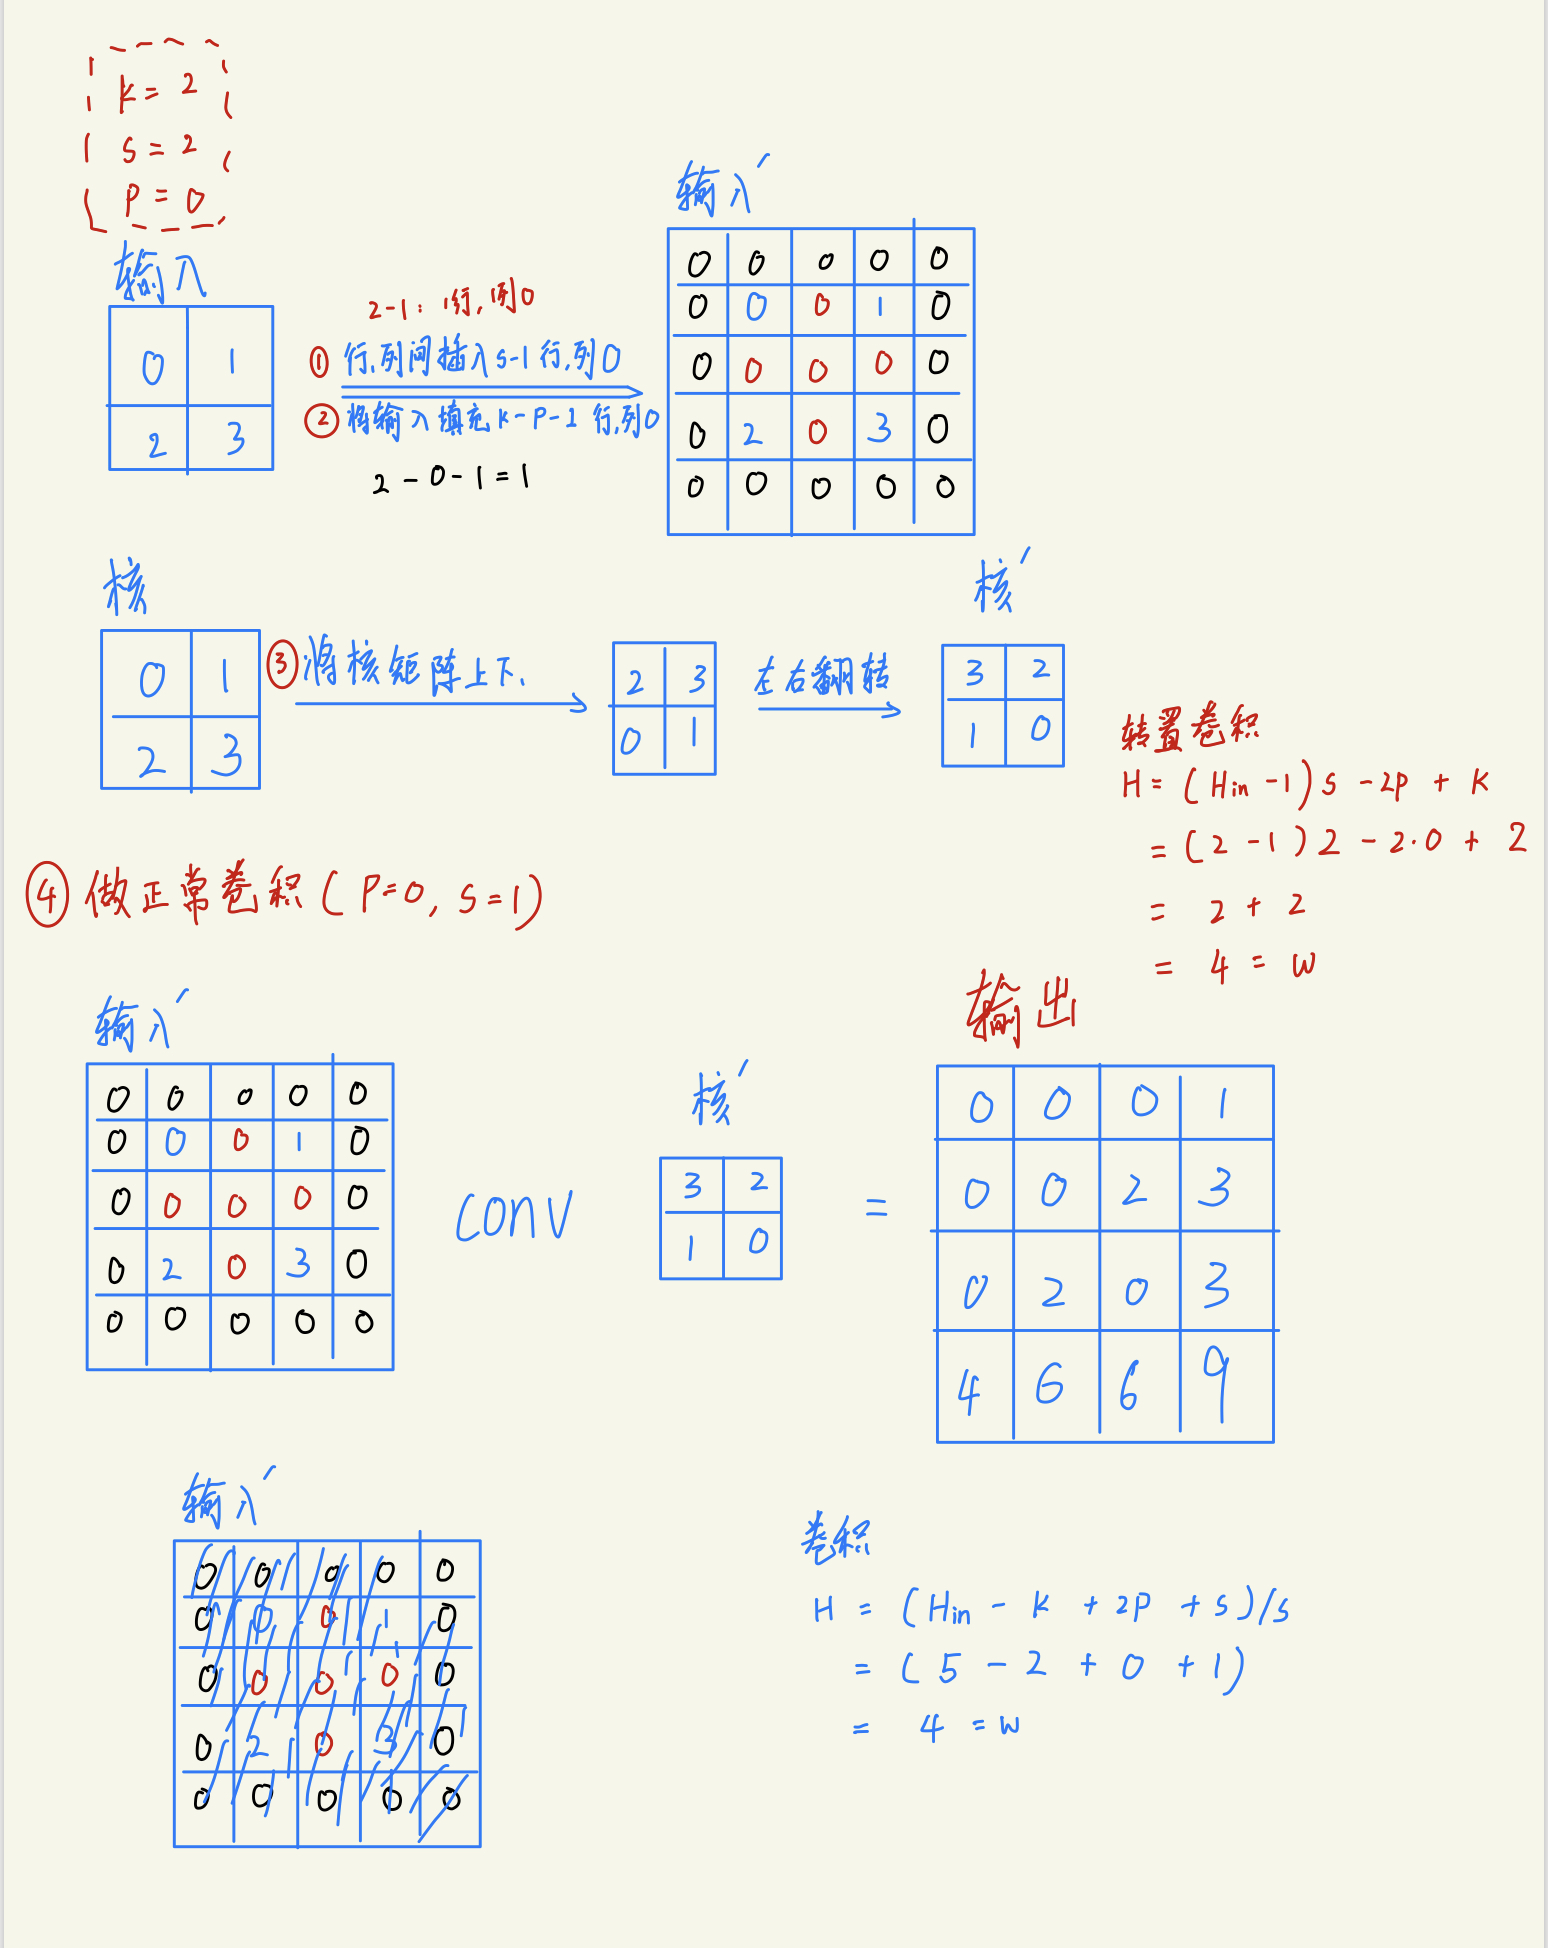 K = 2
S = 2
P = 0
输入
0 1
2 3
2-1: 1行,列0
① 行,列间插入s-1行,列0
② 将输入填充K-P-1行,列0
2-0-1=1
输入'
0 0 0 0 0
0 0 0 1 0
0 0 0 0 0
0 2 0 3 0
0 0 0 0 0
核
0 1
2 3
③ 将核矩阵上下、
2 3
0 1
左右翻转
核'
3 2
1 0
转置卷积
H = (Hin -1)S -2P + K
= (2 -1)2 -2·0 + 2
= 2 + 2
= 4 = W
④ 做正常卷积(P=0, S=1)
输入'
0 0 0 0 0
0 0 0 1 0
0 0 0 0 0
0 2 0 3 0
0 0 0 0 0
conv
核'
3 2
1 0
=
输出
0 0 0 1
0 0 2 3
0 2 0 3
4 6 6 9
输入'
0 0 0 0 0
0 0 0 1 0
0 0 0 0 0
0 2 0 3 0
0 0 0 0 0
卷积
H = (Hin - K + 2P + S)/S
= (5 - 2 + 0 + 1)
= 4 = W